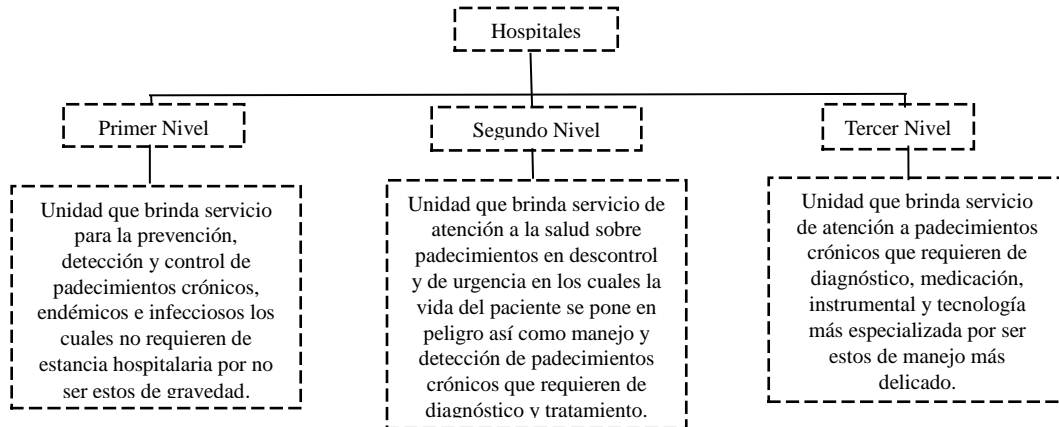 Hospitales
Primer Nivel
Segundo Nivel
Tercer Nivel
Unidad que brinda servicio
para la prevención,
detección y control de
padecimientos crónicos,
endémicos e infecciosos los
cuales no requieren de
estancia hospitalaria por no
ser estos de gravedad.
Unidad que brinda servicio de
atención a la salud sobre
padecimientos en descontrol
y de urgencia en los cuales la
vida del paciente se pone en
peligro así como manejo y
detección de padecimientos
crónicos que requieren de
diagnóstico y tratamiento.
Unidad que brinda servicio
de atención a padecimientos
crónicos que requieren de
diagnóstico, medicación,
instrumental y tecnología
más especializada por ser
estos de manejo más
delicado.